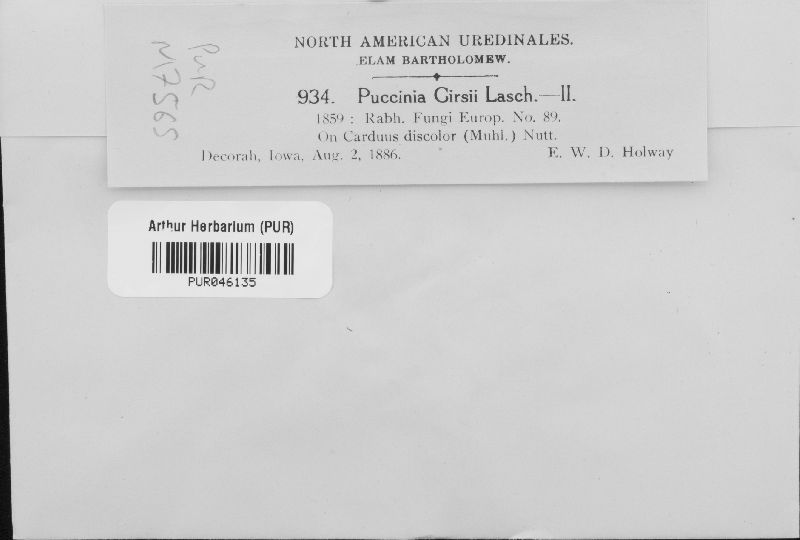 NORTH AMERICAN UREDINALES.
ELAM BARTHOLOMEW.
934. Puccinia Cirsii Lasch.—II.
1859: Rabh. Fungi Europ. No. 89.
On Carduus discolor (Muhl.) Nutt.
Decorah, Iowa, Aug. 2, 1886. E. W. D. Holway
PUR
Arthur Herbarium (PUR)
PUR046135